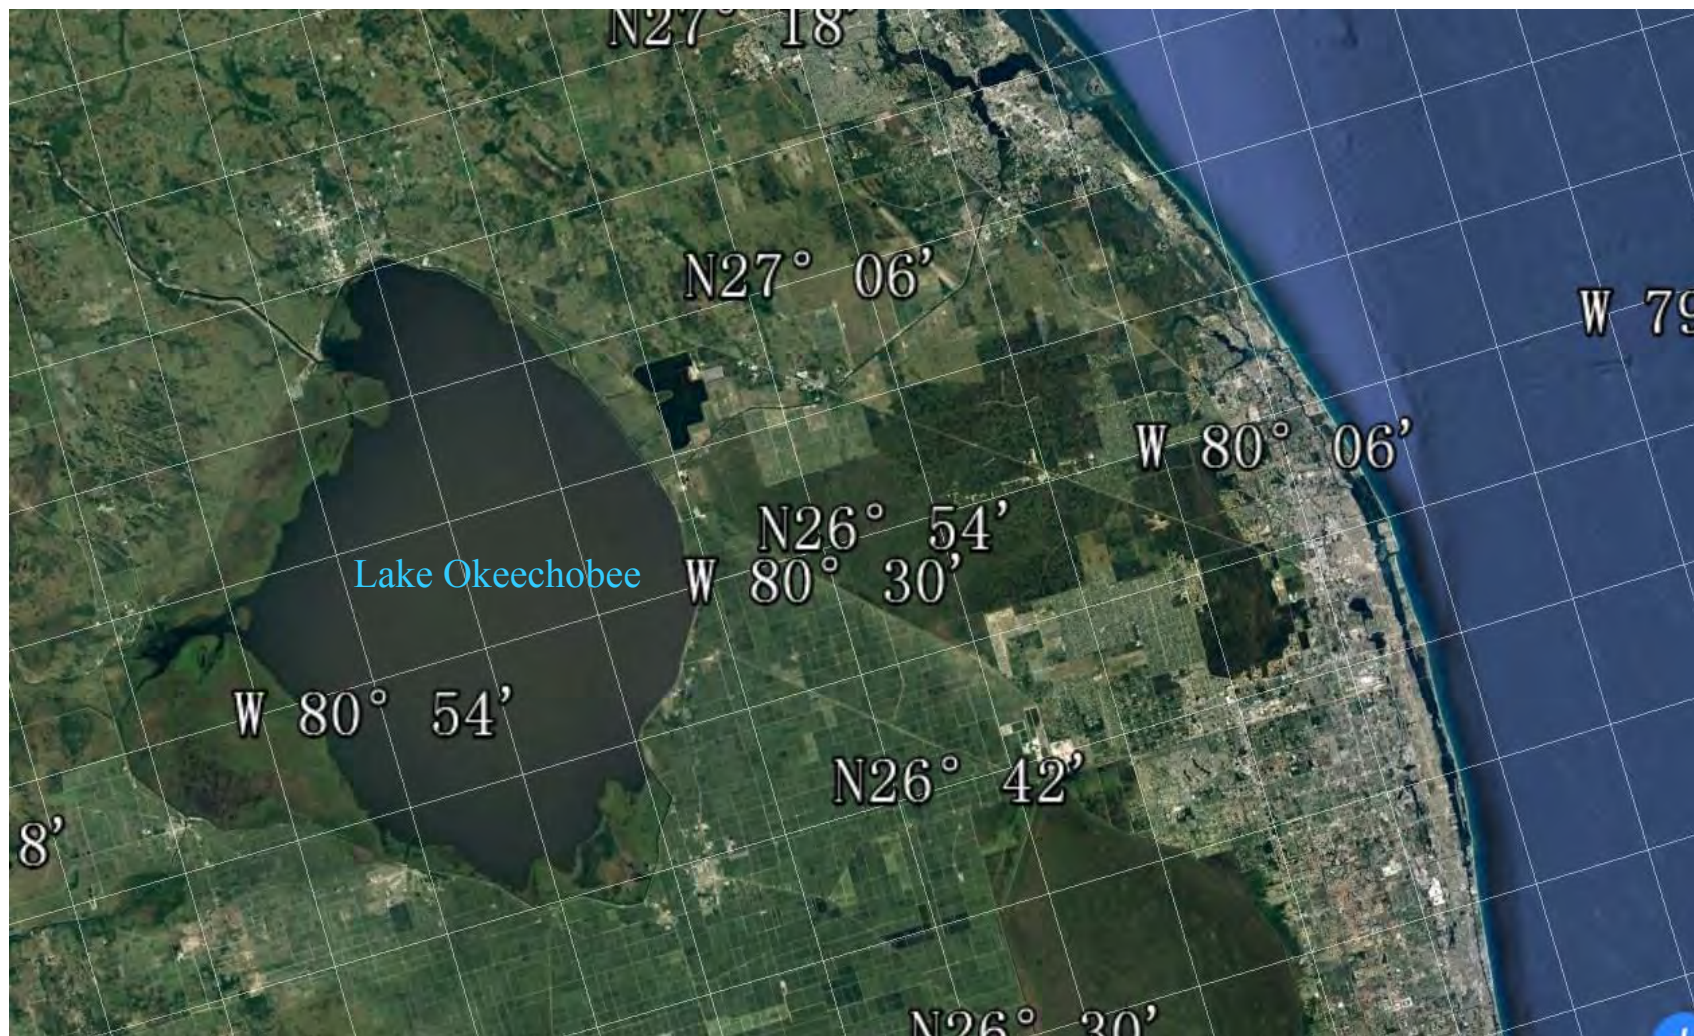 N27° 18'
N27° 06'
W 79
W 80° 06'
N26° 54'
Lake Okeechobee
W 80° 30'
W 80° 54'
N26° 42'
8'
N26° 30'